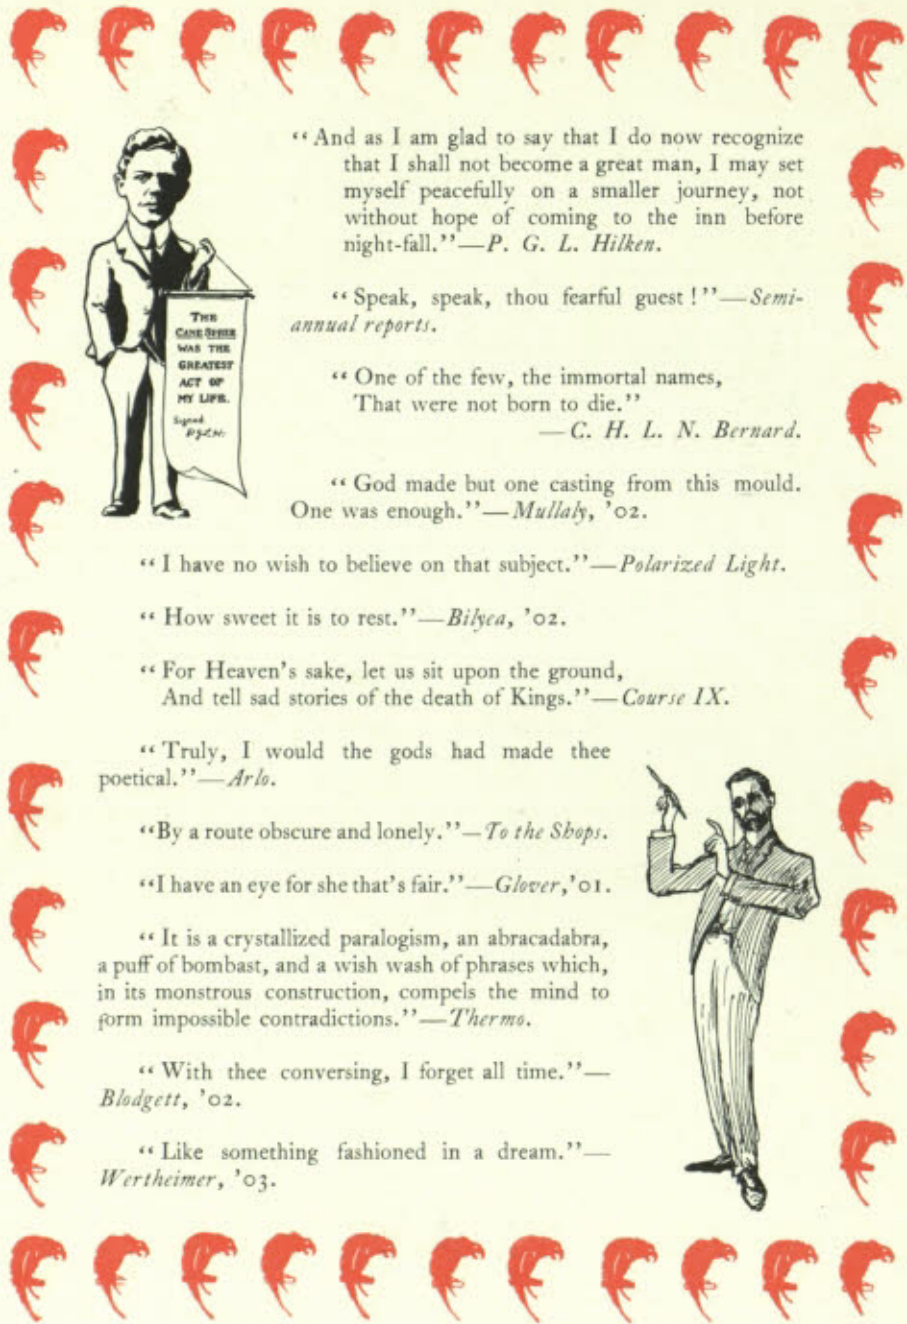 “And as I am glad to say that I do now recognize
that I shall not become a great man, I may set
myself peacefully on a smaller journey, not
without hope of coming to the inn before
night-fall.”—P. G. L. Hilken.
THE
CANE SPREE
WAS THE
GREATEST
ACT OF
MY LIFE.
Signed
P.G.L.H.
“Speak, speak, thou fearful guest!”—Semi-
annual reports.
“One of the few, the immortal names,
That were not born to die.”
—C. H. L. N. Bernard.
“God made but one casting from this mould.
One was enough.”—Mullaly, ’02.
“I have no wish to believe on that subject.”—Polarized Light.
“How sweet it is to rest.”—Bilyea, ’02.
“For Heaven’s sake, let us sit upon the ground,
And tell sad stories of the death of Kings.”—Course IX.
“Truly, I would the gods had made thee
poetical.”—Arlo.
“By a route obscure and lonely.”—To the Shops.
“I have an eye for she that’s fair.”—Glover,’01.
“It is a crystallized paralogism, an abracadabra,
a puff of bombast, and a wish wash of phrases which,
in its monstrous construction, compels the mind to
form impossible contradictions.”—Thermo.
“With thee conversing, I forget all time.”—
Blodgett, ’02.
“Like something fashioned in a dream.”—
Wertheimer, ’03.